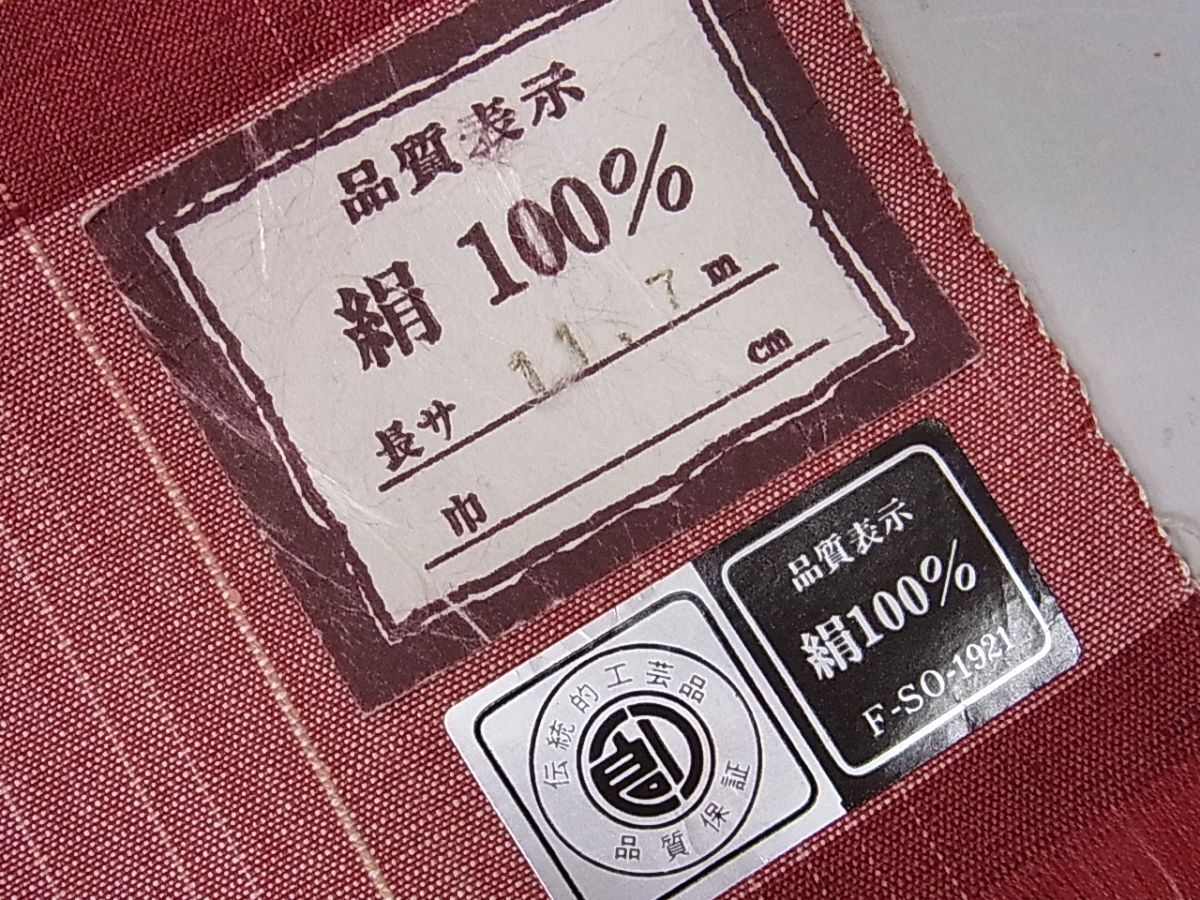 品質表示
絹 100%
長サ 11.7 m
巾 cm
品質表示
絹100%
F-SO-1921
伝統的工芸品
品質保証